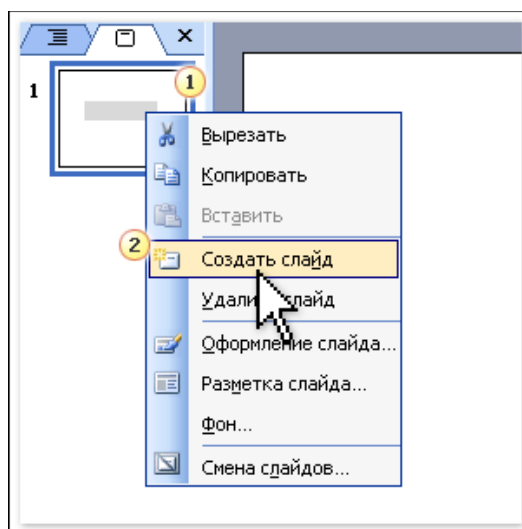 1
1
Вырезать
Копировать
Вставить
2
Создать слайд
Удалить слайд
Оформление слайда...
Разметка слайда...
Фон...
Смена слайдов...